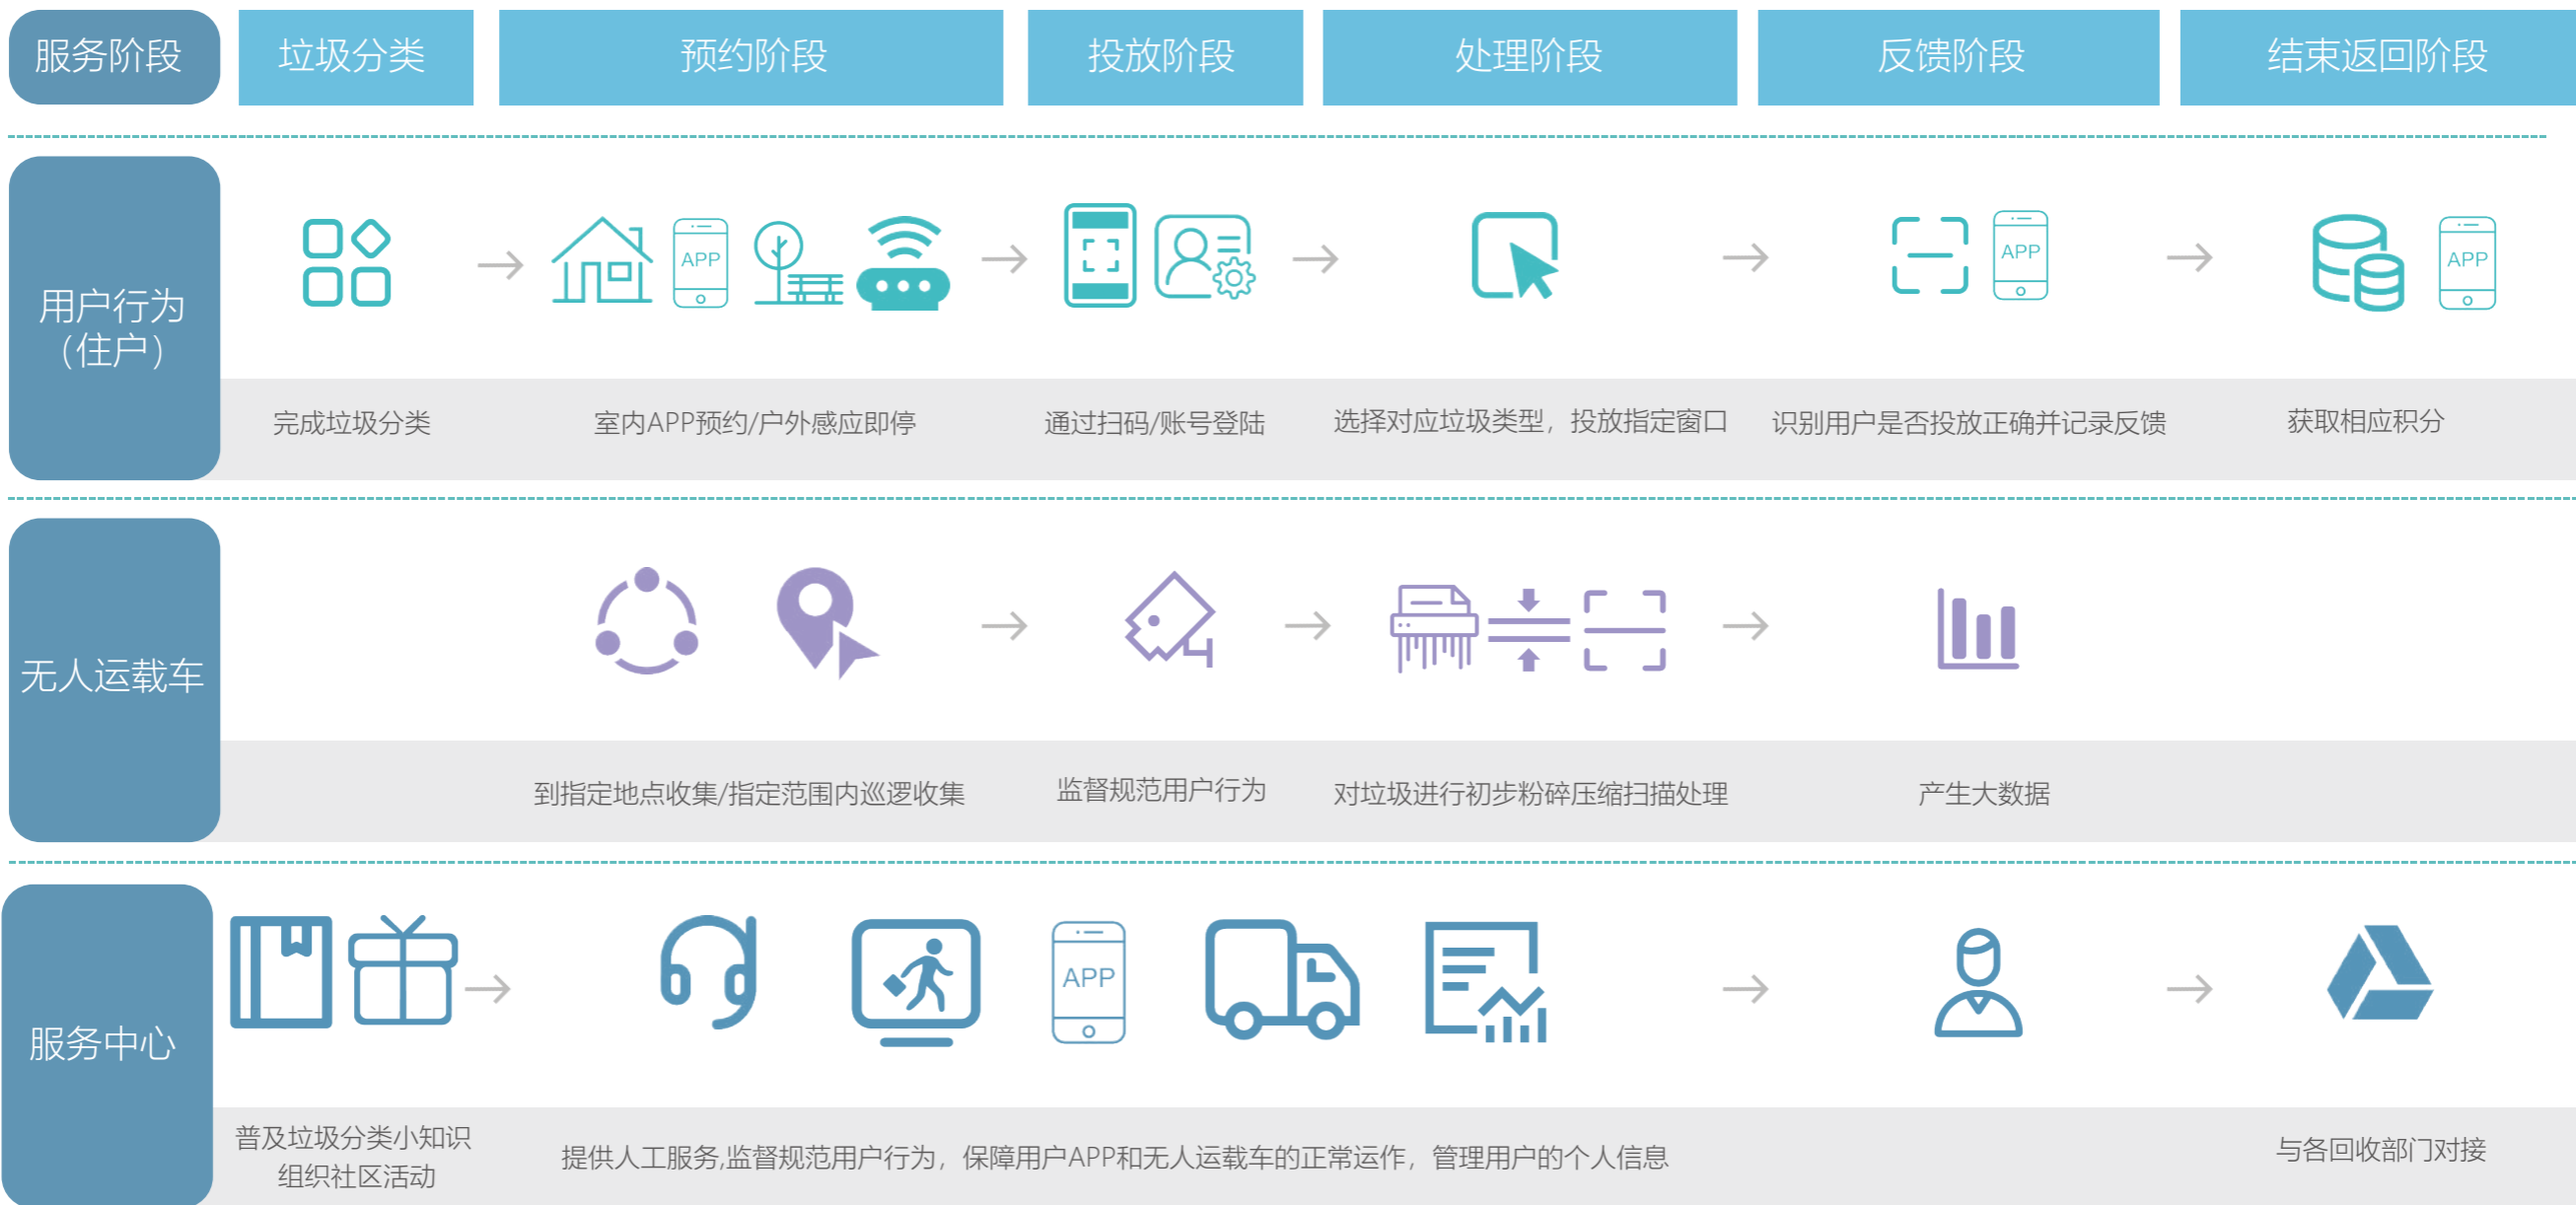 服务阶段
垃圾分类
预约阶段
投放阶段
处理阶段
反馈阶段
结束返回阶段
用户行为
（住户）
APP
APP
APP
完成垃圾分类
室内APP预约/户外感应即停
通过扫码/账号登陆
选择对应垃圾类型，投放指定窗口
识别用户是否投放正确并记录反馈
获取相应积分
无人运载车
到指定地点收集/指定范围内巡逻收集
监督规范用户行为
对垃圾进行初步粉碎压缩扫描处理
产生大数据
服务中心
APP
普及垃圾分类小知识
组织社区活动
提供人工服务,监督规范用户行为，保障用户APP和无人运载车的正常运作，管理用户的个人信息
与各回收部门对接